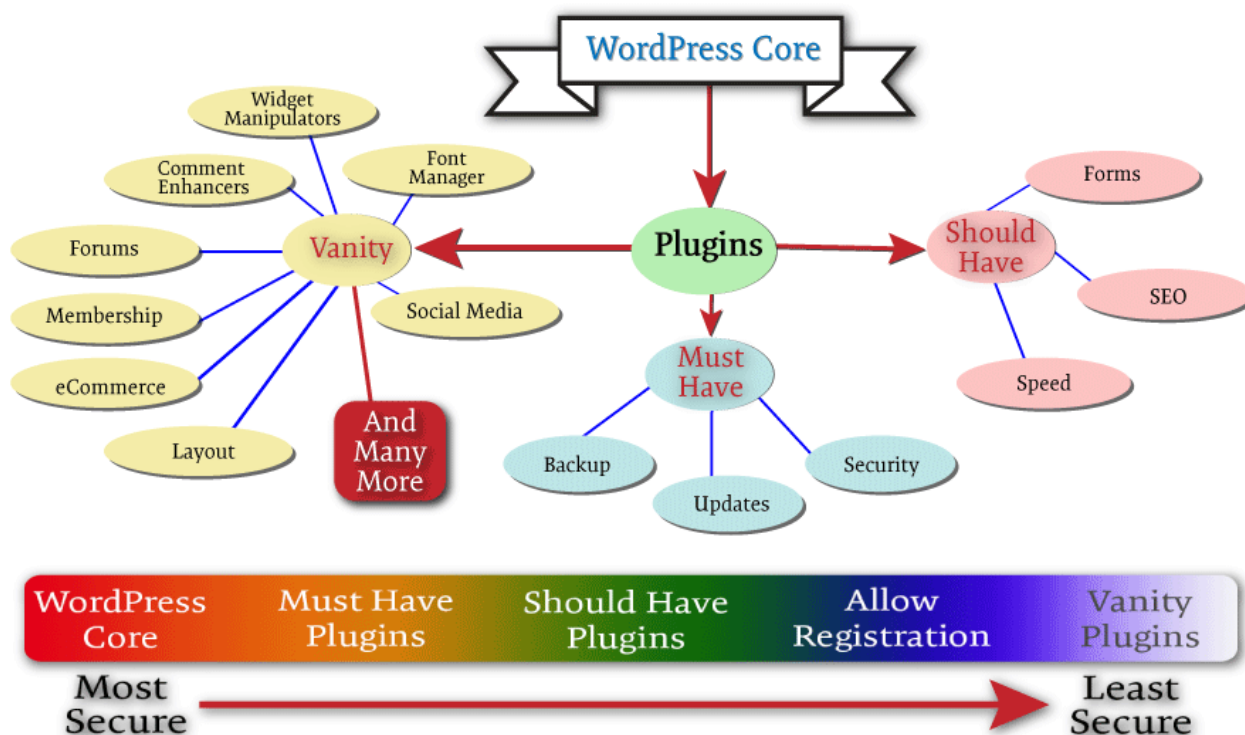 WordPress Core
Widget
Manipulators
Comment
Enhancers
Font
Manager
Forums
Vanity
Membership
Social Media
eCommerce
Layout
And
Many
More
Plugins
Must
Have
Backup
Updates
Security
Forms
Should
Have
SEO
Speed
WordPress
Core
Must Have
Plugins
Should Have
Plugins
Allow
Registration
Vanity
Plugins
Most
Secure
Least
Secure